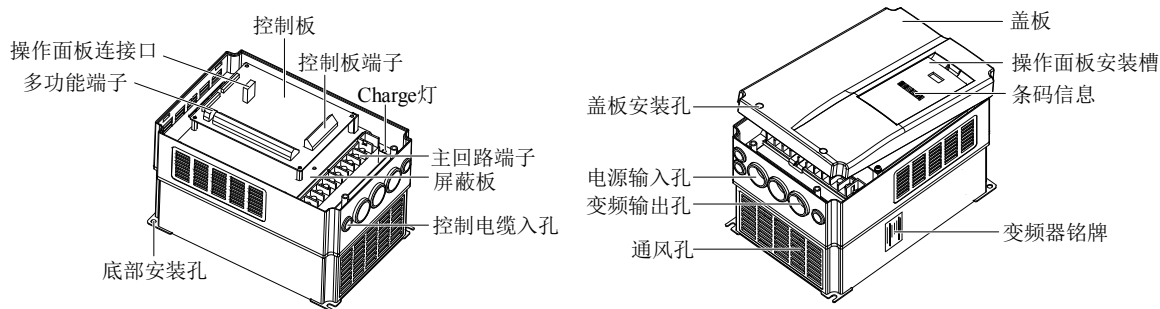 控制板
操作面板连接口
控制板端子
多功能端子
Charge灯
主回路端子
屏蔽板
控制电缆入孔
底部安装孔
盖板
操作面板安装槽
盖板安装孔
条码信息
电源输入孔
变频输出孔
变频器铭牌
通风孔